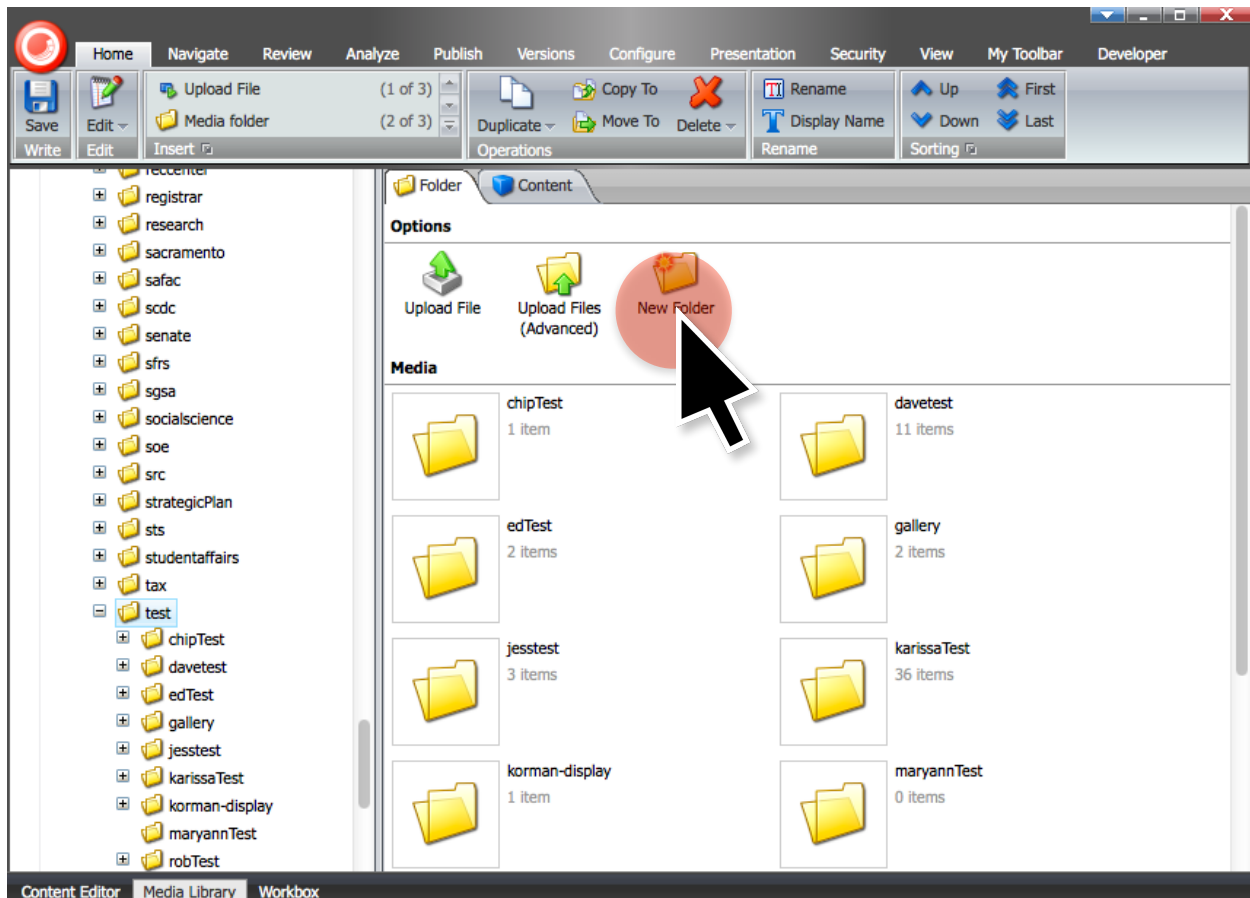 Home Navigate Review Analyze Publish Versions Configure Presentation Security View My Toolbar Developer
Save
Write
Edit
Edit
Upload File (1 of 3)
Media folder (2 of 3)
Insert
Duplicate
Copy To
Move To
Delete
Operations
Rename
Display Name
Rename
Up
First
Down
Last
Sorting
reccenter
registrar
research
sacramento
safac
scdc
senate
sfrs
sgsa
socialscience
soe
src
strategicPlan
sts
studentaffairs
tax
test
chipTest
davetest
edTest
gallery
jesstest
karissaTest
korman-display
maryannTest
robTest
Folder Content
Options
Upload File
Upload Files
(Advanced)
New Folder
Media
chipTest
1 item
davetest
11 items
edTest
2 items
gallery
2 items
jesstest
3 items
karissaTest
36 items
korman-display
1 item
maryannTest
0 items
Content Editor Media Library Workbox